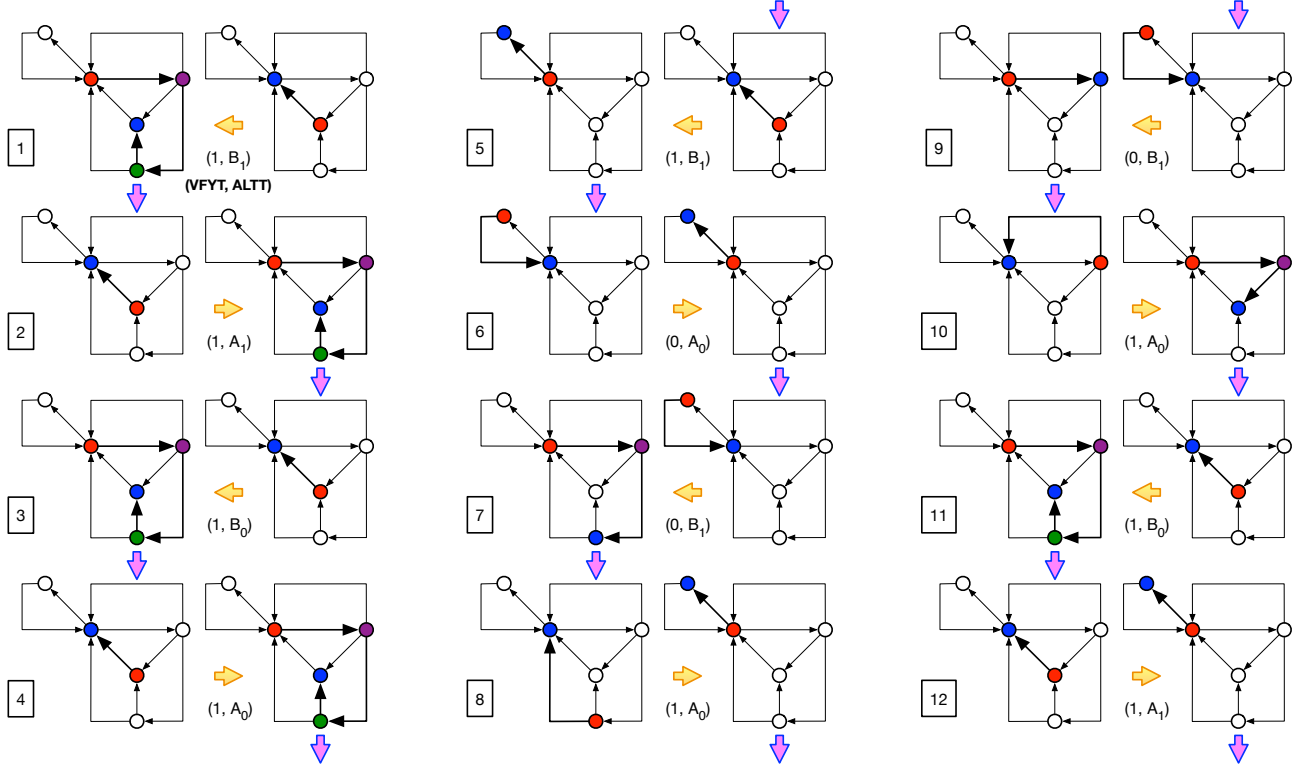 1
(1, B1)
(VFYT, ALTT)
2
(1, A1)
3
(1, B0)
4
(1, A0)
5
(1, B1)
6
(0, A0)
7
(0, B1)
8
(1, A0)
9
(0, B1)
10
(1, A0)
11
(1, B0)
12
(1, A1)